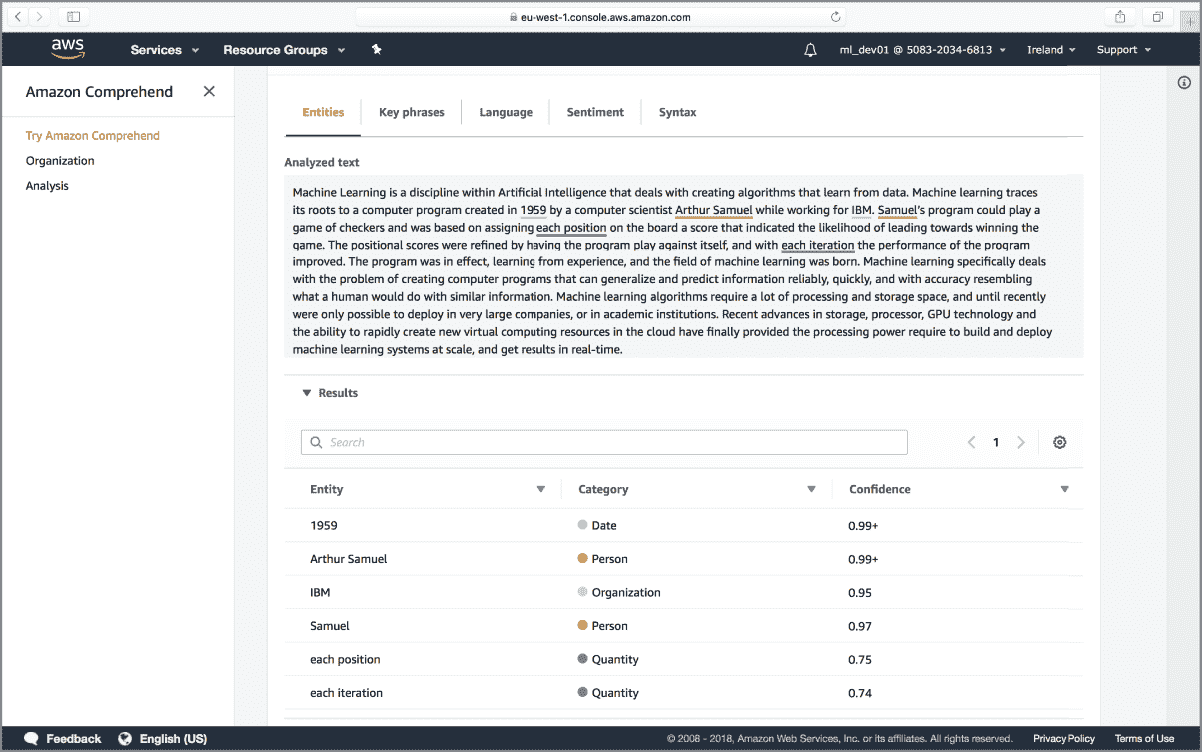 eu-west-1.console.aws.amazon.com
aws Services Resource Groups ml_dev01 @ 5083-2034-6813 Ireland Support
Amazon Comprehend
Try Amazon Comprehend
Organization
Analysis
Entities Key phrases Language Sentiment Syntax
Analyzed text
Machine Learning is a discipline within Artificial Intelligence that deals with creating algorithms that learn from data. Machine learning traces
its roots to a computer program created in 1959 by a computer scientist Arthur Samuel while working for IBM. Samuel's program could play a
game of checkers and was based on assigning each position on the board a score that indicated the likelihood of leading towards winning the
game. The positional scores were refined by having the program play against itself, and with each iteration the performance of the program
improved. The program was in effect, learning from experience, and the field of machine learning was born. Machine learning specifically deals
with the problem of creating computer programs that can generalize and predict information reliably, quickly, and with accuracy resembling
what a human would do with similar information. Machine learning algorithms require a lot of processing and storage space, and until recently
were only possible to deploy in very large companies, or in academic institutions. Recent advances in storage, processor, GPU technology and
the ability to rapidly create new virtual computing resources in the cloud have finally provided the processing power require to build and deploy
machine learning systems at scale, and get results in real-time.
Results
Search 1
Entity Category Confidence
1959 Date 0.99+
Arthur Samuel Person 0.99+
IBM Organization 0.95
Samuel Person 0.97
each position Quantity 0.75
each iteration Quantity 0.74
Feedback English (US) © 2008 - 2018, Amazon Web Services, Inc. or its affiliates. All rights reserved. Privacy Policy Terms of Use